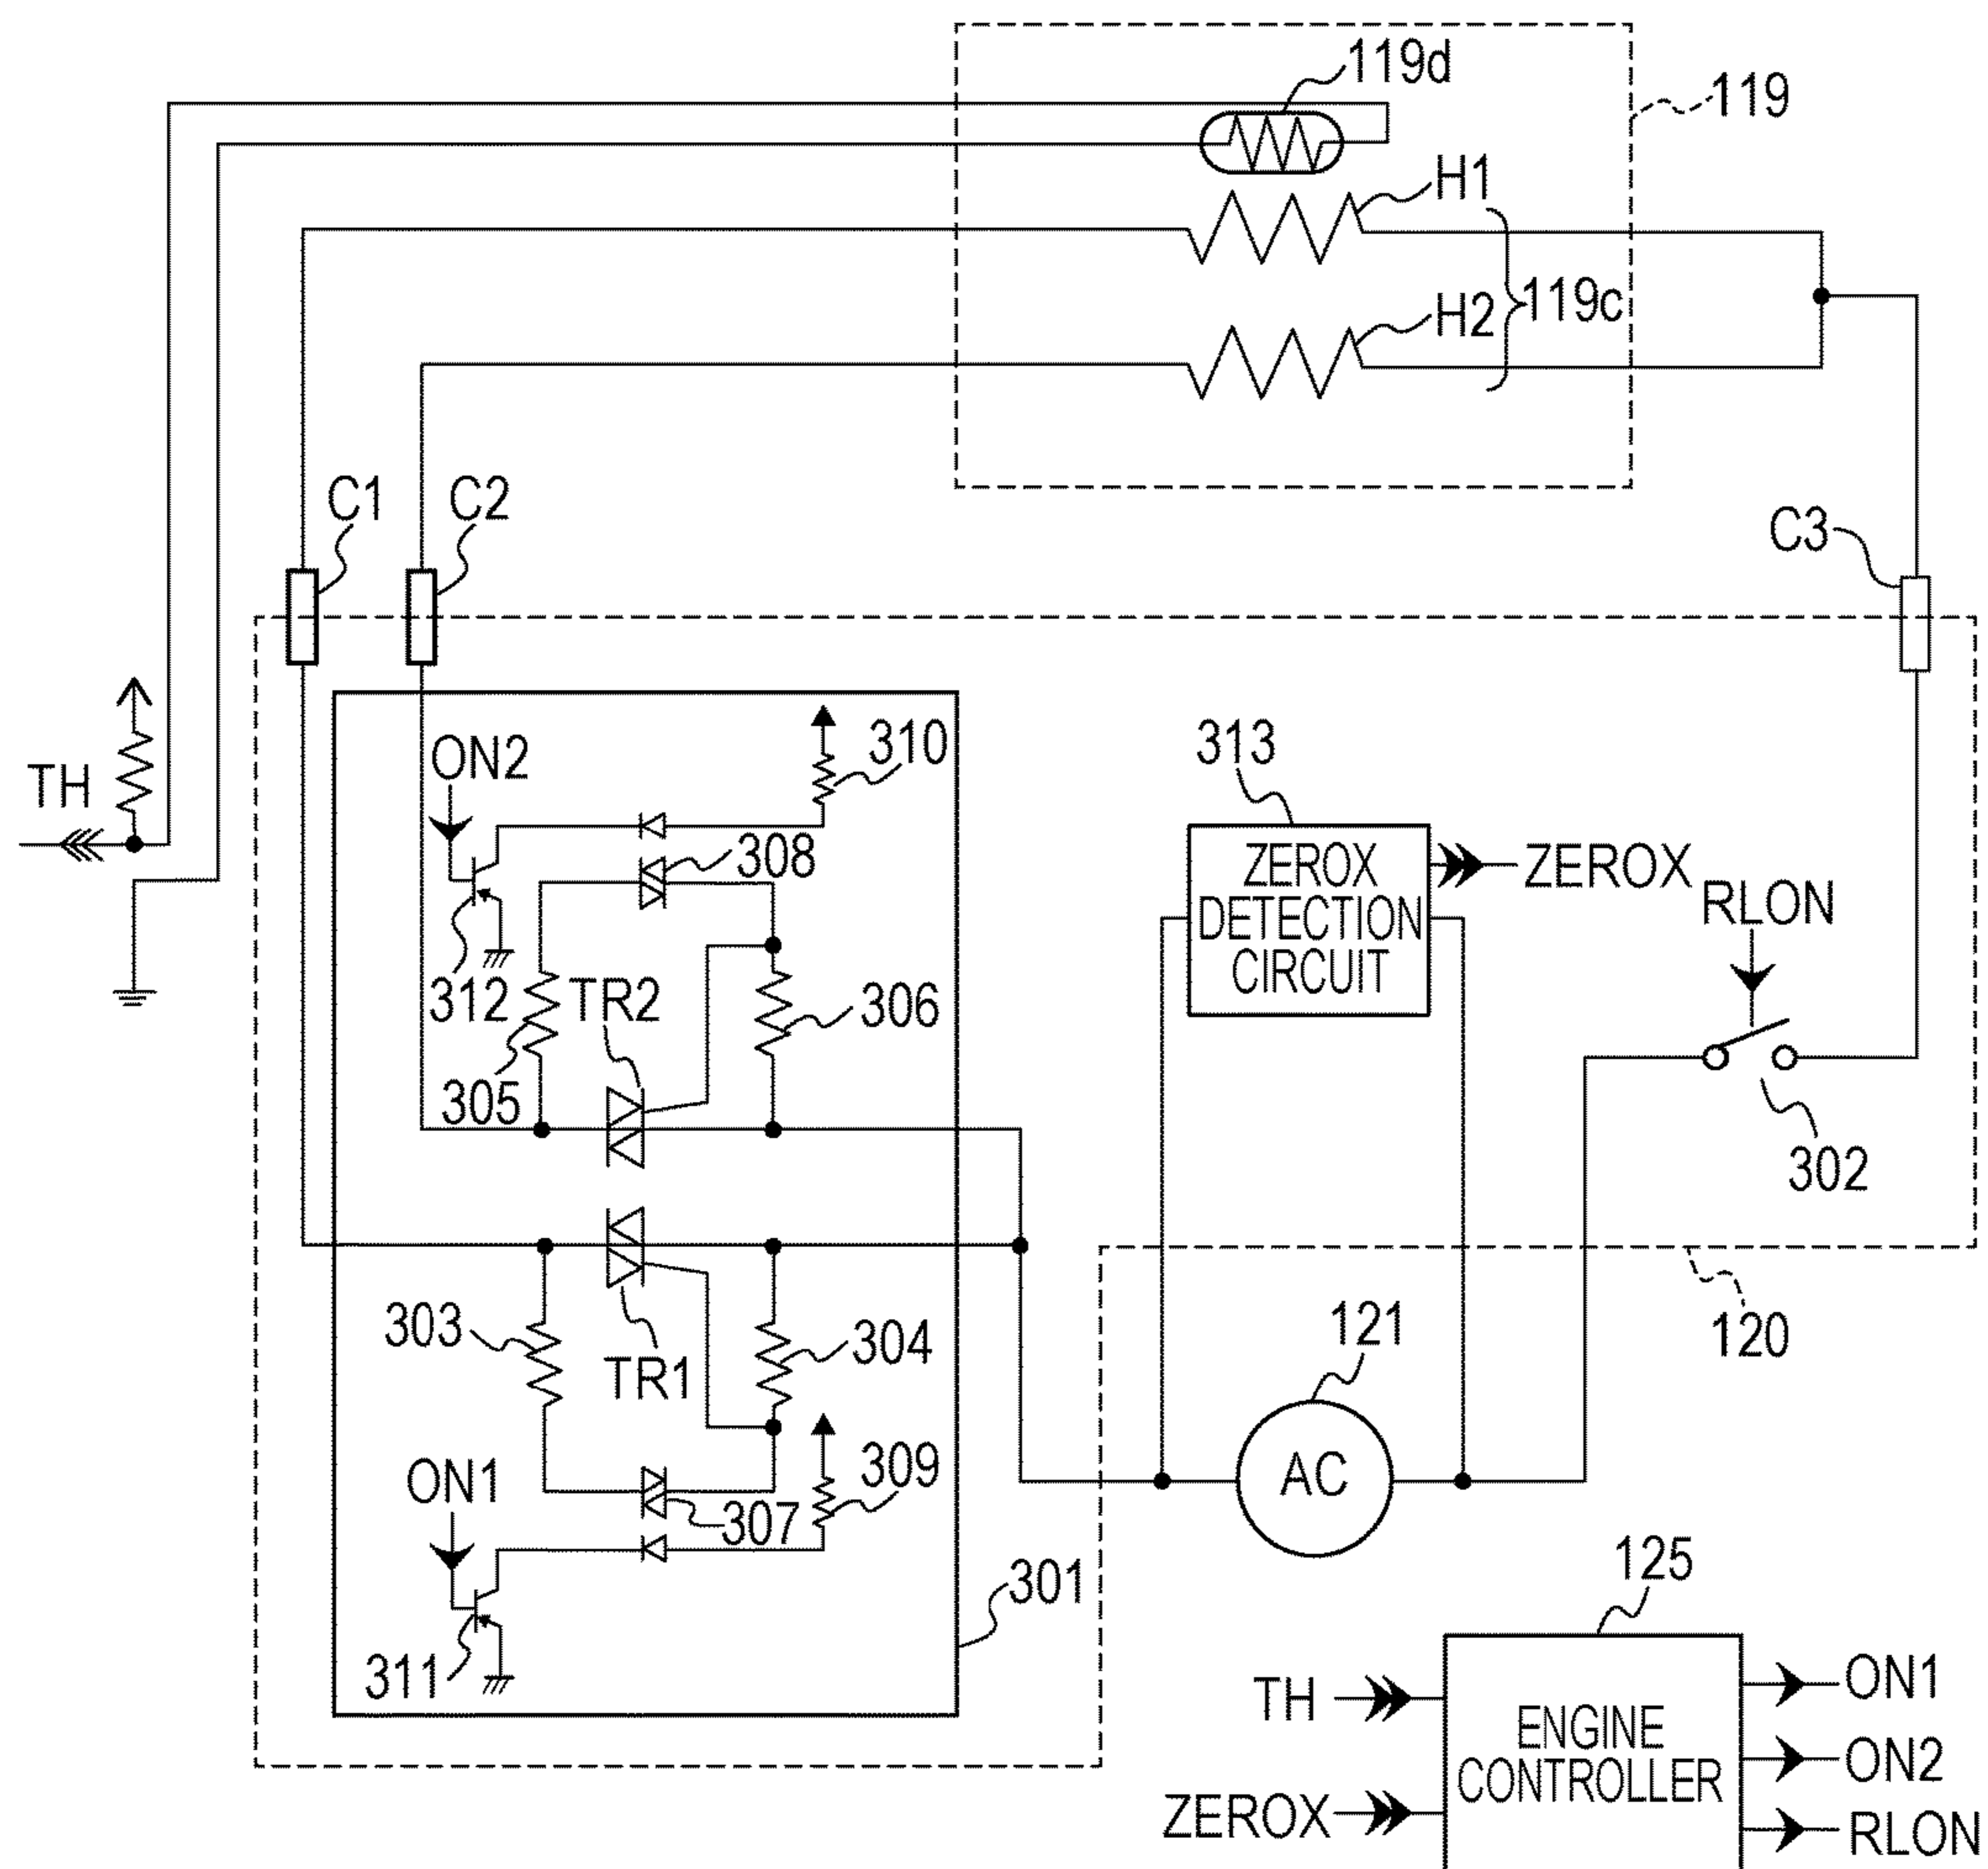 119d
119
H1
H2
119c
C1
C2
C3
TH
ON2
310
308
312
TR2
305
306
313
ZEROX
DETECTION
CIRCUIT
ZEROX
RLON
302
303
TR1
304
ON1
307
309
311
301
121
AC
120
125
TH
ZEROX
ENGINE
CONTROLLER
ON1
ON2
RLON